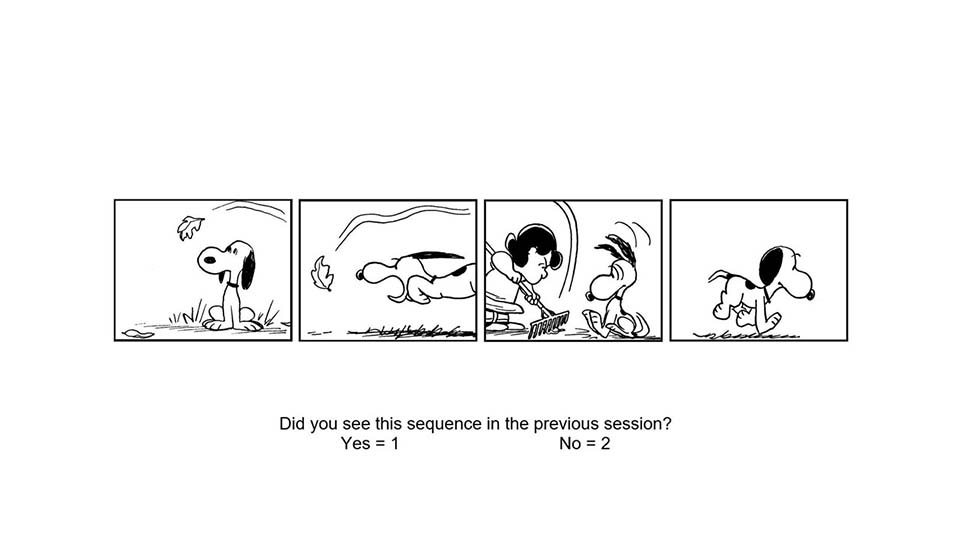 Did you see this sequence in the previous session?
Yes = 1 No = 2